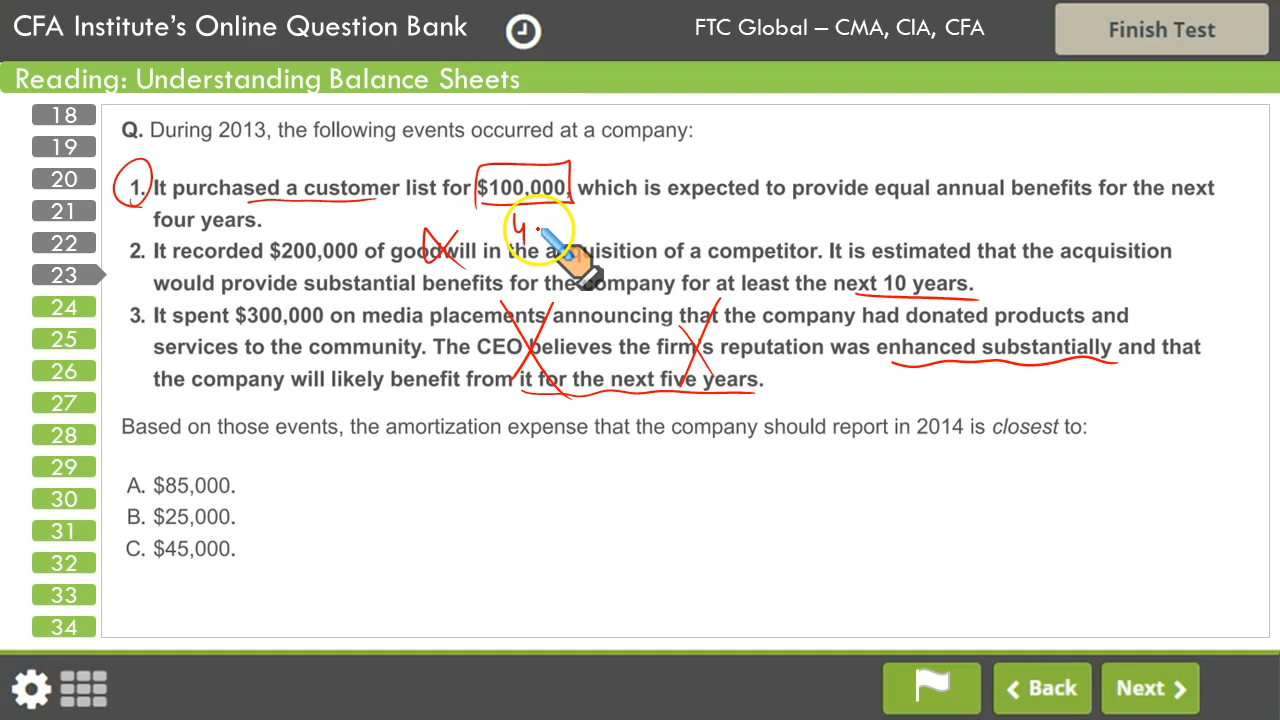 CFA Institute's Online Question Bank
FTC Global – CMA, CIA, CFA
Finish Test
Reading: Understanding Balance Sheets
18
19
20
21
22
23
24
25
26
27
28
29
30
31
32
33
34
Q. During 2013, the following events occurred at a company:
1. It purchased a customer list for $100,000, which is expected to provide equal annual benefits for the next
four years.
4
2. It recorded $200,000 of goodwill in the acquisition of a competitor. It is estimated that the acquisition
would provide substantial benefits for the company for at least the next 10 years.
3. It spent $300,000 on media placements announcing that the company had donated products and
services to the community. The CEO believes the firm's reputation was enhanced substantially and that
the company will likely benefit from it for the next five years.
Based on those events, the amortization expense that the company should report in 2014 is closest to:
A. $85,000.
B. $25,000.
C. $45,000.
Back
Next